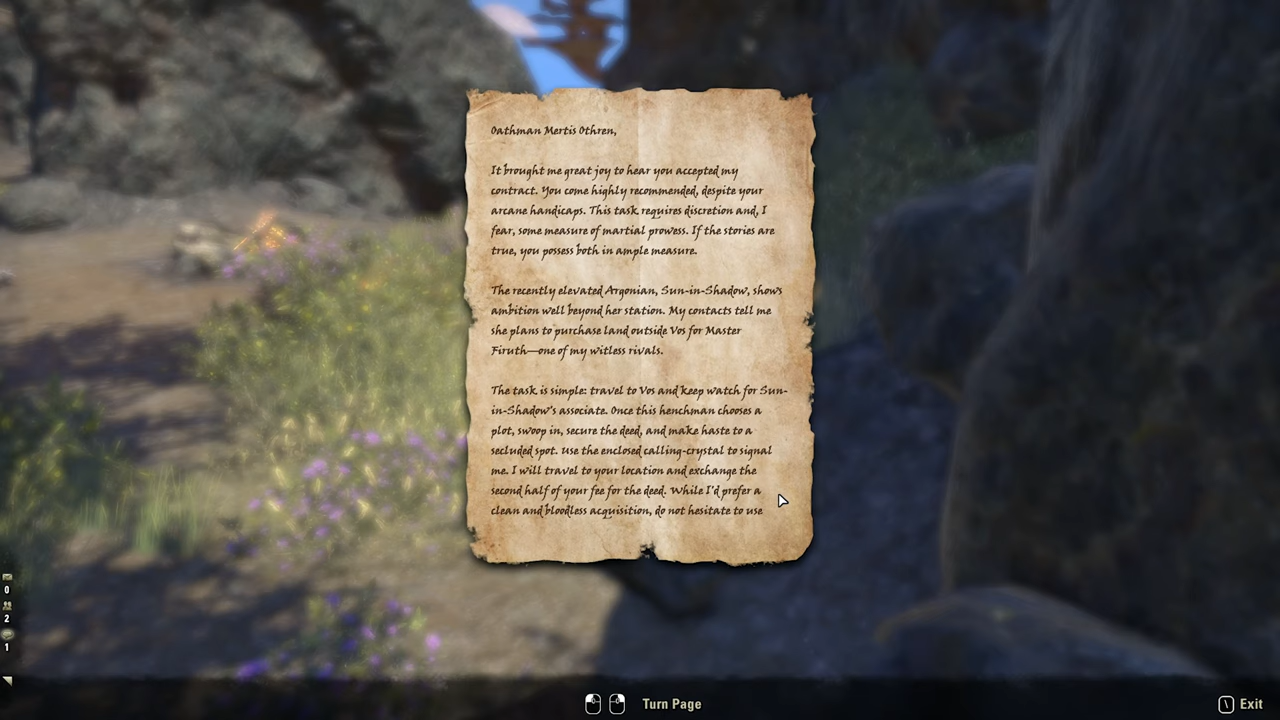 Oathman Mertis Othren,
It brought me great joy to hear you accepted my
contract. You come highly recommended, despite your
arcane handicaps. This task requires discretion and, I
fear, some measure of martial prowess. If the stories are
true, you possess both in ample measure.
The recently elevated Argonian, Sun-in-Shadow, shows
ambition well beyond her station. My contacts tell me
she plans to purchase land outside Vos for Master
Firuth—one of my witless rivals.
The task is simple: travel to Vos and keep watch for Sun-
in-Shadow's associate. Once this henchman chooses a
plot, swoop in, secure the deed, and make haste to a
secluded spot. Use the enclosed calling-crystal to signal
me. I will travel to your location and exchange the
second half of your fee for the deed. While I'd prefer a
clean and bloodless acquisition, do not hesitate to use
0
2
1
Turn Page
\ Exit